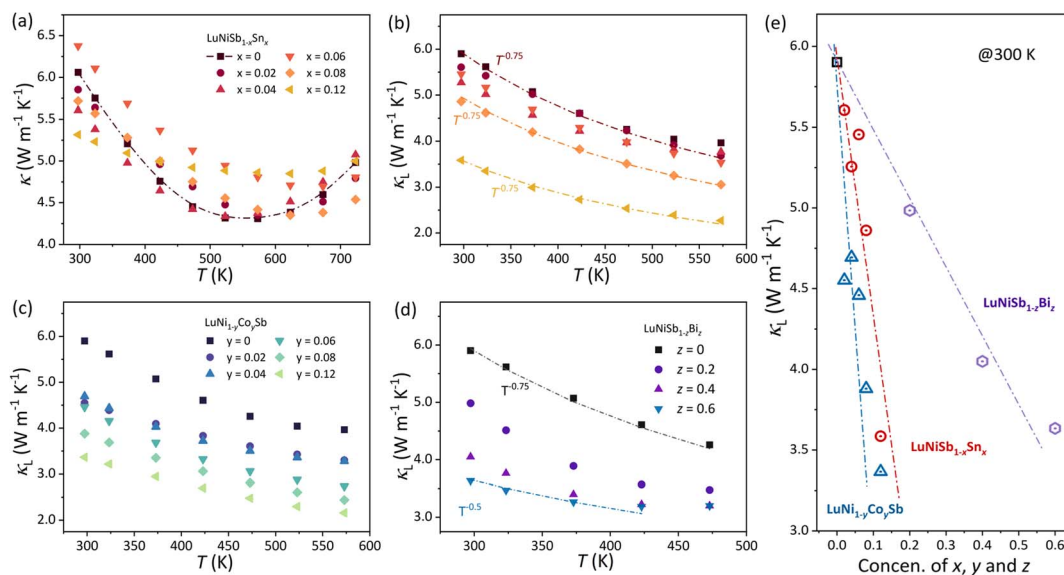 (a)
LuNiSb1-xSnx
x = 0
x = 0.02
x = 0.04
x = 0.06
x = 0.08
x = 0.12
κ (W m-1 K-1)
6.5
6.0
5.5
5.0
4.5
4.0
300 400 500 600 700
T (K)
(b)
T-0.75
T-0.75
T-0.75
κL (W m-1 K-1)
6.0
5.0
4.0
3.0
2.0
300 350 400 450 500 550 600
T (K)
(c)
LuNi1-yCoySb
y = 0
y = 0.02
y = 0.04
y = 0.06
y = 0.08
y = 0.12
κL (W m-1 K-1)
6.0
5.0
4.0
3.0
2.0
300 350 400 450 500 550 600
T (K)
(d)
LuNiSb1-zBiz
z = 0
z = 0.2
z = 0.4
z = 0.6
T-0.75
T-0.5
κL (W m-1 K-1)
7.0
6.0
5.0
4.0
3.0
2.0
300 350 400 450 500
T (K)
(e)
@300 K
LuNiSb1-zBiz
LuNiSb1-xSnx
LuNi1-yCoySb
κL (W m-1 K-1)
6.0
5.5
5.0
4.5
4.0
3.5
3.0
0.0 0.1 0.2 0.3 0.4 0.5 0.6
Concen. of x, y and z